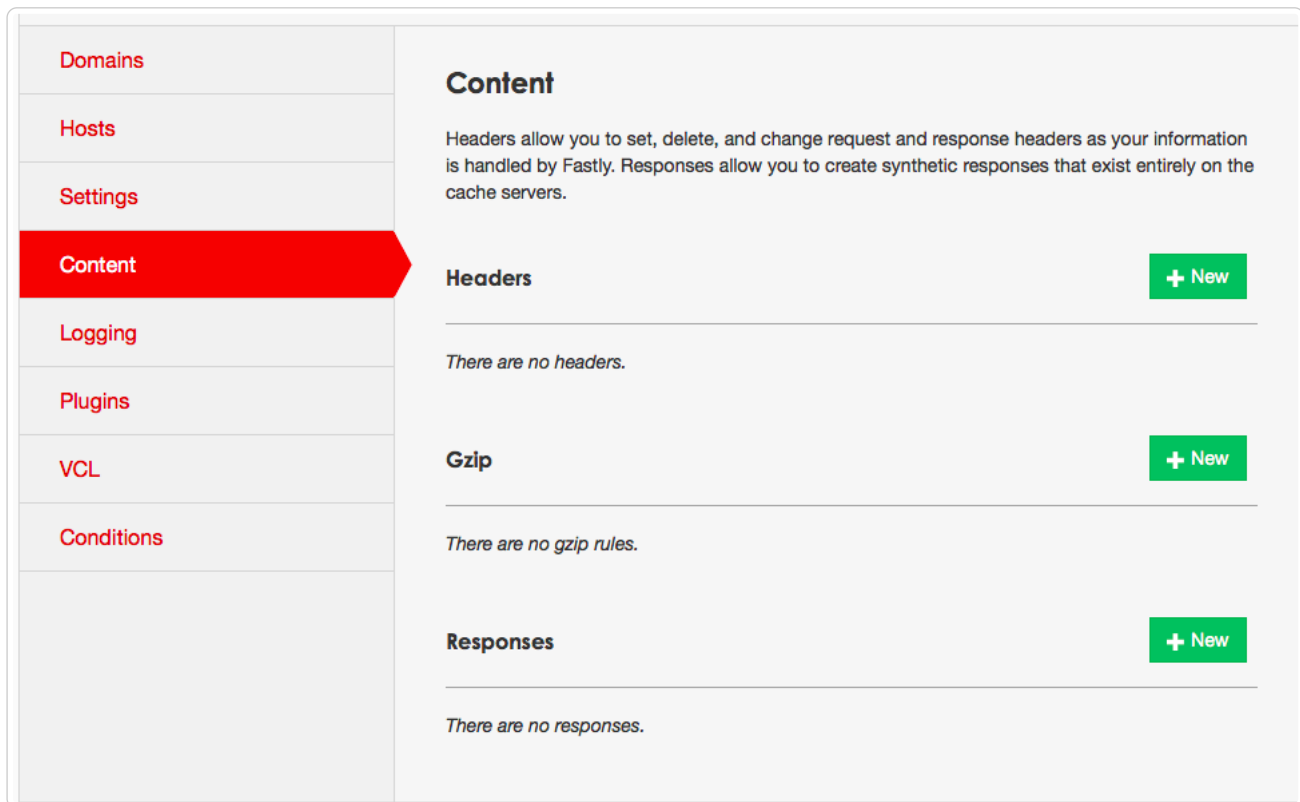 Domains
Hosts
Settings
Content
Logging
Plugins
VCL
Conditions
Content
Headers allow you to set, delete, and change request and response headers as your information
is handled by Fastly. Responses allow you to create synthetic responses that exist entirely on the
cache servers.
Headers
+ New
There are no headers.
Gzip
+ New
There are no gzip rules.
Responses
+ New
There are no responses.